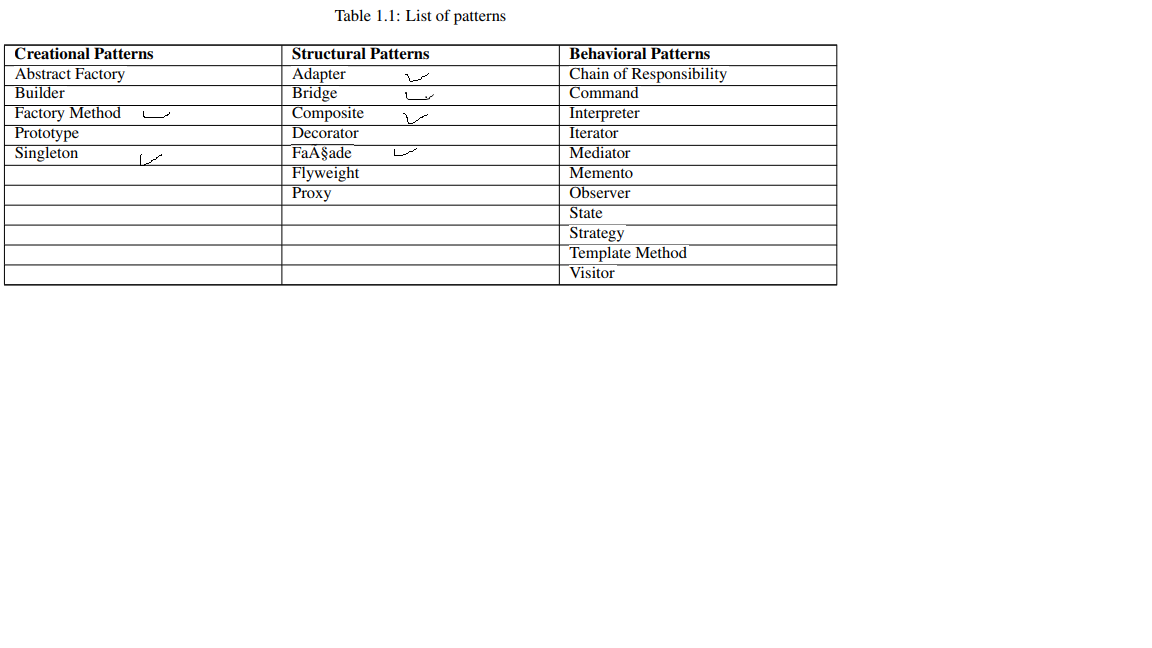 Table 1.1: List of patterns
Creational Patterns Structural Patterns Behavioral Patterns
Abstract Factory Adapter Chain of Responsibility
Builder Bridge Command
Factory Method Composite Interpreter
Prototype Decorator Iterator
Singleton FaÃ§ade Mediator
Flyweight Memento
Proxy Observer
State
Strategy
Template Method
Visitor